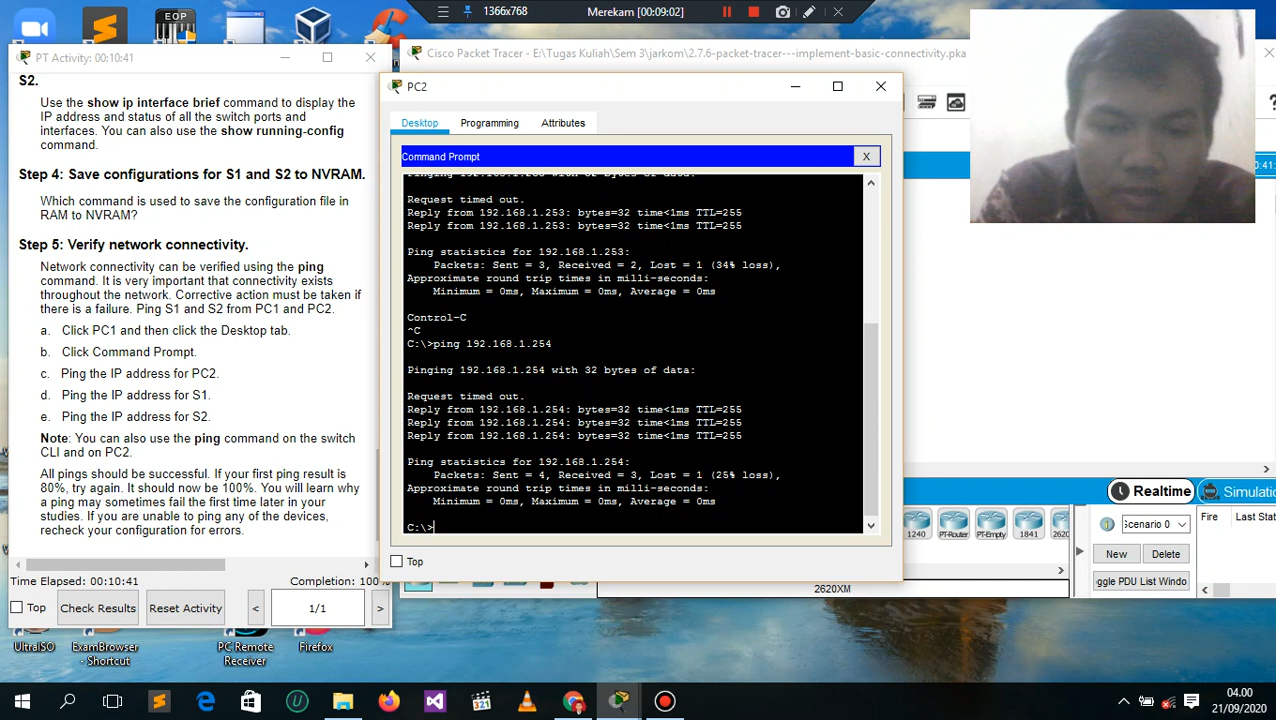 1366x768
Merekam [00:09:02]
EOP
PT Activity: 00:10:41
S2.
Use the show ip interface brief command to display the
IP address and status of all the switch ports and
interfaces. You can also use the show running-config
command.
Step 4: Save configurations for S1 and S2 to NVRAM.
Which command is used to save the configuration file in
RAM to NVRAM?
Step 5: Verify network connectivity.
Network connectivity can be verified using the ping
command. It is very important that connectivity exists
throughout the network. Corrective action must be taken if
there is a failure. Ping S1 and S2 from PC1 and PC2.
a. Click PC1 and then click the Desktop tab.
b. Click Command Prompt.
c. Ping the IP address for PC2.
d. Ping the IP address for S1.
e. Ping the IP address for S2.
Note: You can also use the ping command on the switch
CLI and on PC2.
All pings should be successful. If your first ping result is
80%, try again. It should now be 100%. You will learn why
a ping may sometimes fail the first time later in your
studies. If you are unable to ping any of the devices,
recheck your configuration for errors.
Time Elapsed: 00:10:41 Completion: 100%
Top
Check Results
Reset Activity
<
1/1
>
Cisco Packet Tracer - E:\Tugas Kuliah\Sem 3\jarkom\2.7.6-packet-tracer---implement-basic-connectivity.pka
PC2
Desktop
Programming
Attributes
Command Prompt
X
Request timed out.
Reply from 192.168.1.253: bytes=32 time<1ms TTL=255
Reply from 192.168.1.253: bytes=32 time<1ms TTL=255
Ping statistics for 192.168.1.253:
Packets: Sent = 3, Received = 2, Lost = 1 (34% loss),
Approximate round trip times in milli-seconds:
Minimum = 0ms, Maximum = 0ms, Average = 0ms
Control-C
^C
C:\>ping 192.168.1.254
Pinging 192.168.1.254 with 32 bytes of data:
Request timed out.
Reply from 192.168.1.254: bytes=32 time<1ms TTL=255
Reply from 192.168.1.254: bytes=32 time<1ms TTL=255
Reply from 192.168.1.254: bytes=32 time<1ms TTL=255
Ping statistics for 192.168.1.254:
Packets: Sent = 4, Received = 3, Lost = 1 (25% loss),
Approximate round trip times in milli-seconds:
Minimum = 0ms, Maximum = 0ms, Average = 0ms
C:\>
Top
Realtime
Simulation
1240
PT-Router
PT-Empty
1841
2620
2620XM
Scenario 0
New
Delete
ggle PDU List Windo
Fire
Last Stat
UltraISO
ExamBrowser
- Shortcut
PC Remote
Receiver
Firefox
321
04.00
21/09/2020